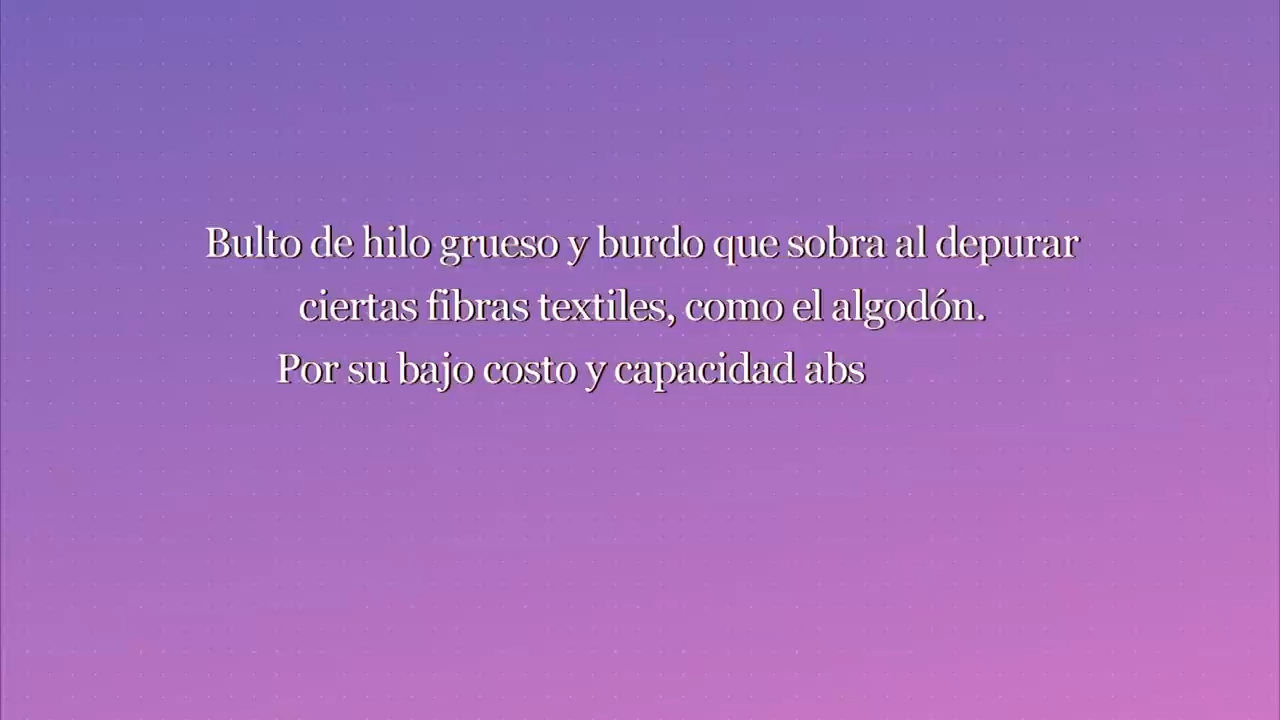 Bulto de hilo grueso y burdo que sobra al depurar
ciertas fibras textiles, como el algodón.
Por su bajo costo y capacidad abs